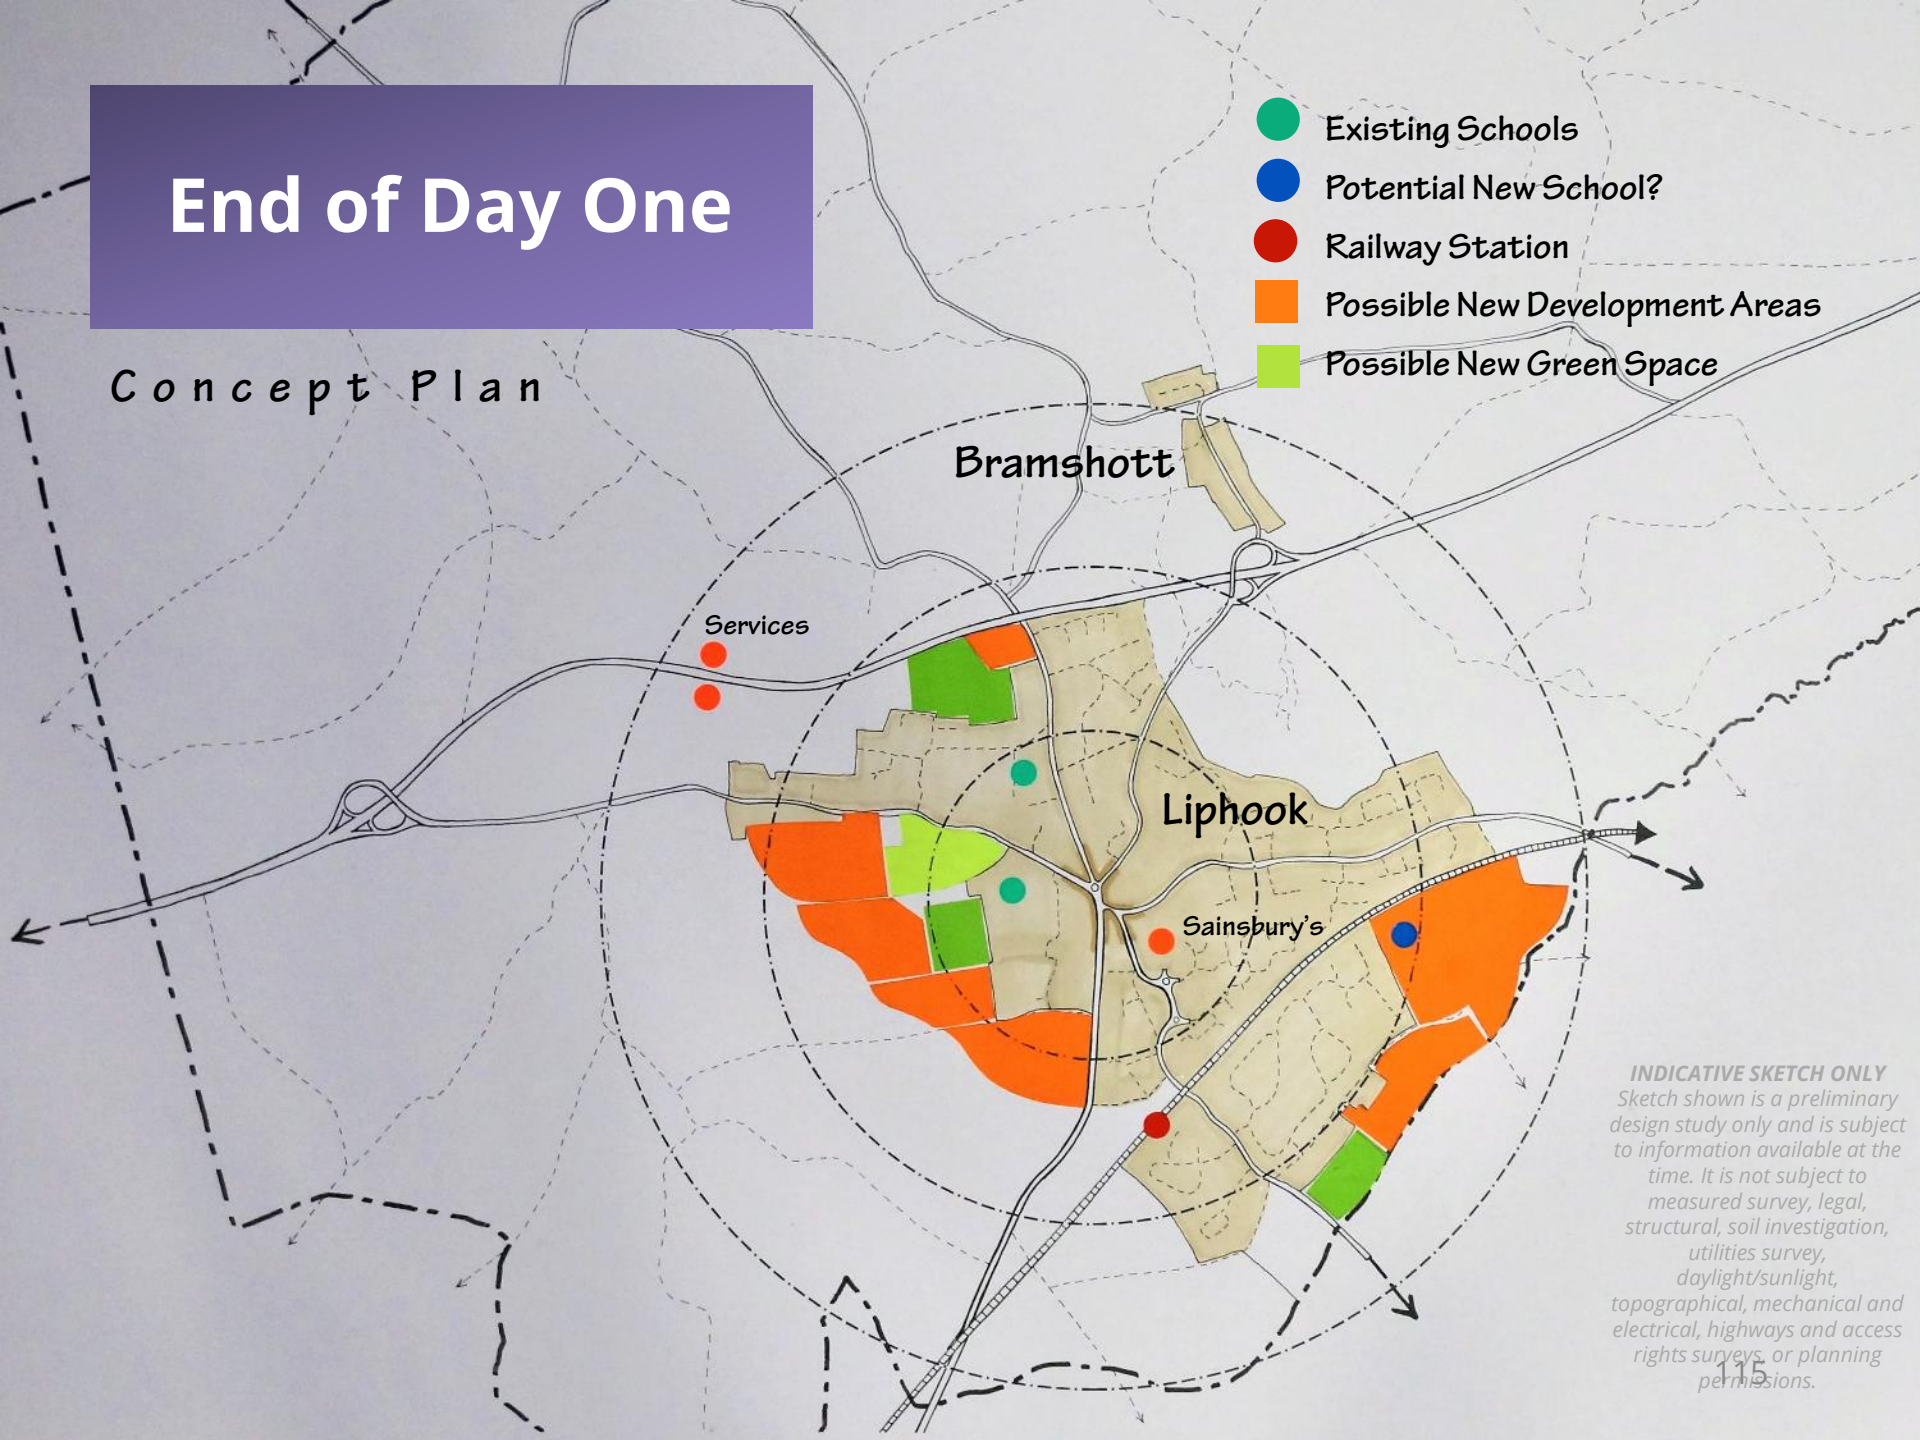 End of Day One
Existing Schools
Potential New School?
Railway Station
Possible New Development Areas
Possible New Green Space
Concept Plan
Bramshott
Services
Liphook
Sainsbury's
INDICATIVE SKETCH ONLY
Sketch shown is a preliminary
design study only and is subject
to information available at the
time. It is not subject to
measured survey, legal,
structural, soil investigation,
utilities survey,
daylight/sunlight,
topographical, mechanical and
electrical, highways and access
rights surveys, or planning
permissions.
115